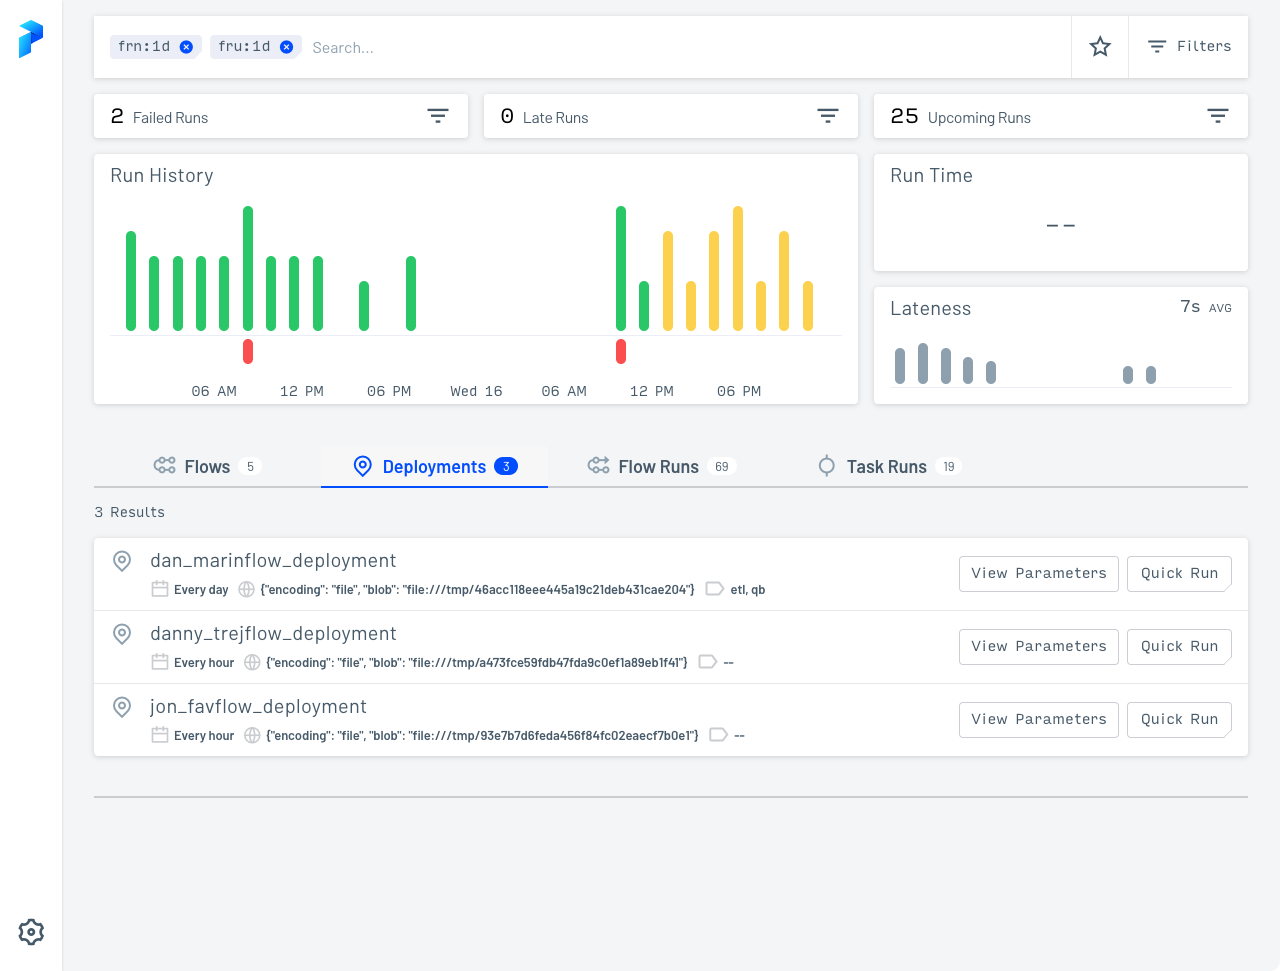 frn:1d fru:1d Search... Filters
2 Failed Runs
0 Late Runs
25 Upcoming Runs
Run History
06 AM 12 PM 06 PM Wed 16 06 AM 12 PM 06 PM
Run Time
--
Lateness 7s AVG
Flows 5 Deployments 3 Flow Runs 69 Task Runs 19
3 Results
dan_marinflow_deployment
Every day {"encoding": "file", "blob": "file:///tmp/46acc118eee445a19c21deb431cae204"} etl, qb
View Parameters Quick Run
danny_trejflow_deployment
Every hour {"encoding": "file", "blob": "file:///tmp/a473fce59fdb47fda9c0ef1a89eb1f41"} --
View Parameters Quick Run
jon_favflow_deployment
Every hour {"encoding": "file", "blob": "file:///tmp/93e7b7d6feda456f84fc02eaecf7b0e1"} --
View Parameters Quick Run